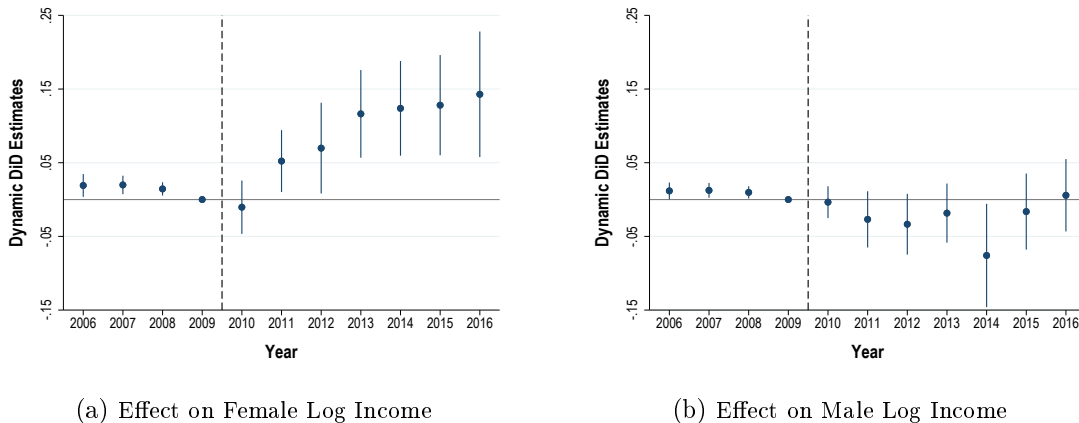 .25
.15
.05
-.05
-.15
Dynamic DiD Estimates
2006 2007 2008 2009 2010 2011 2012 2013 2014 2015 2016
Year
(a) Effect on Female Log Income
.25
.15
.05
-.05
-.15
Dynamic DiD Estimates
2006 2007 2008 2009 2010 2011 2012 2013 2014 2015 2016
Year
(b) Effect on Male Log Income